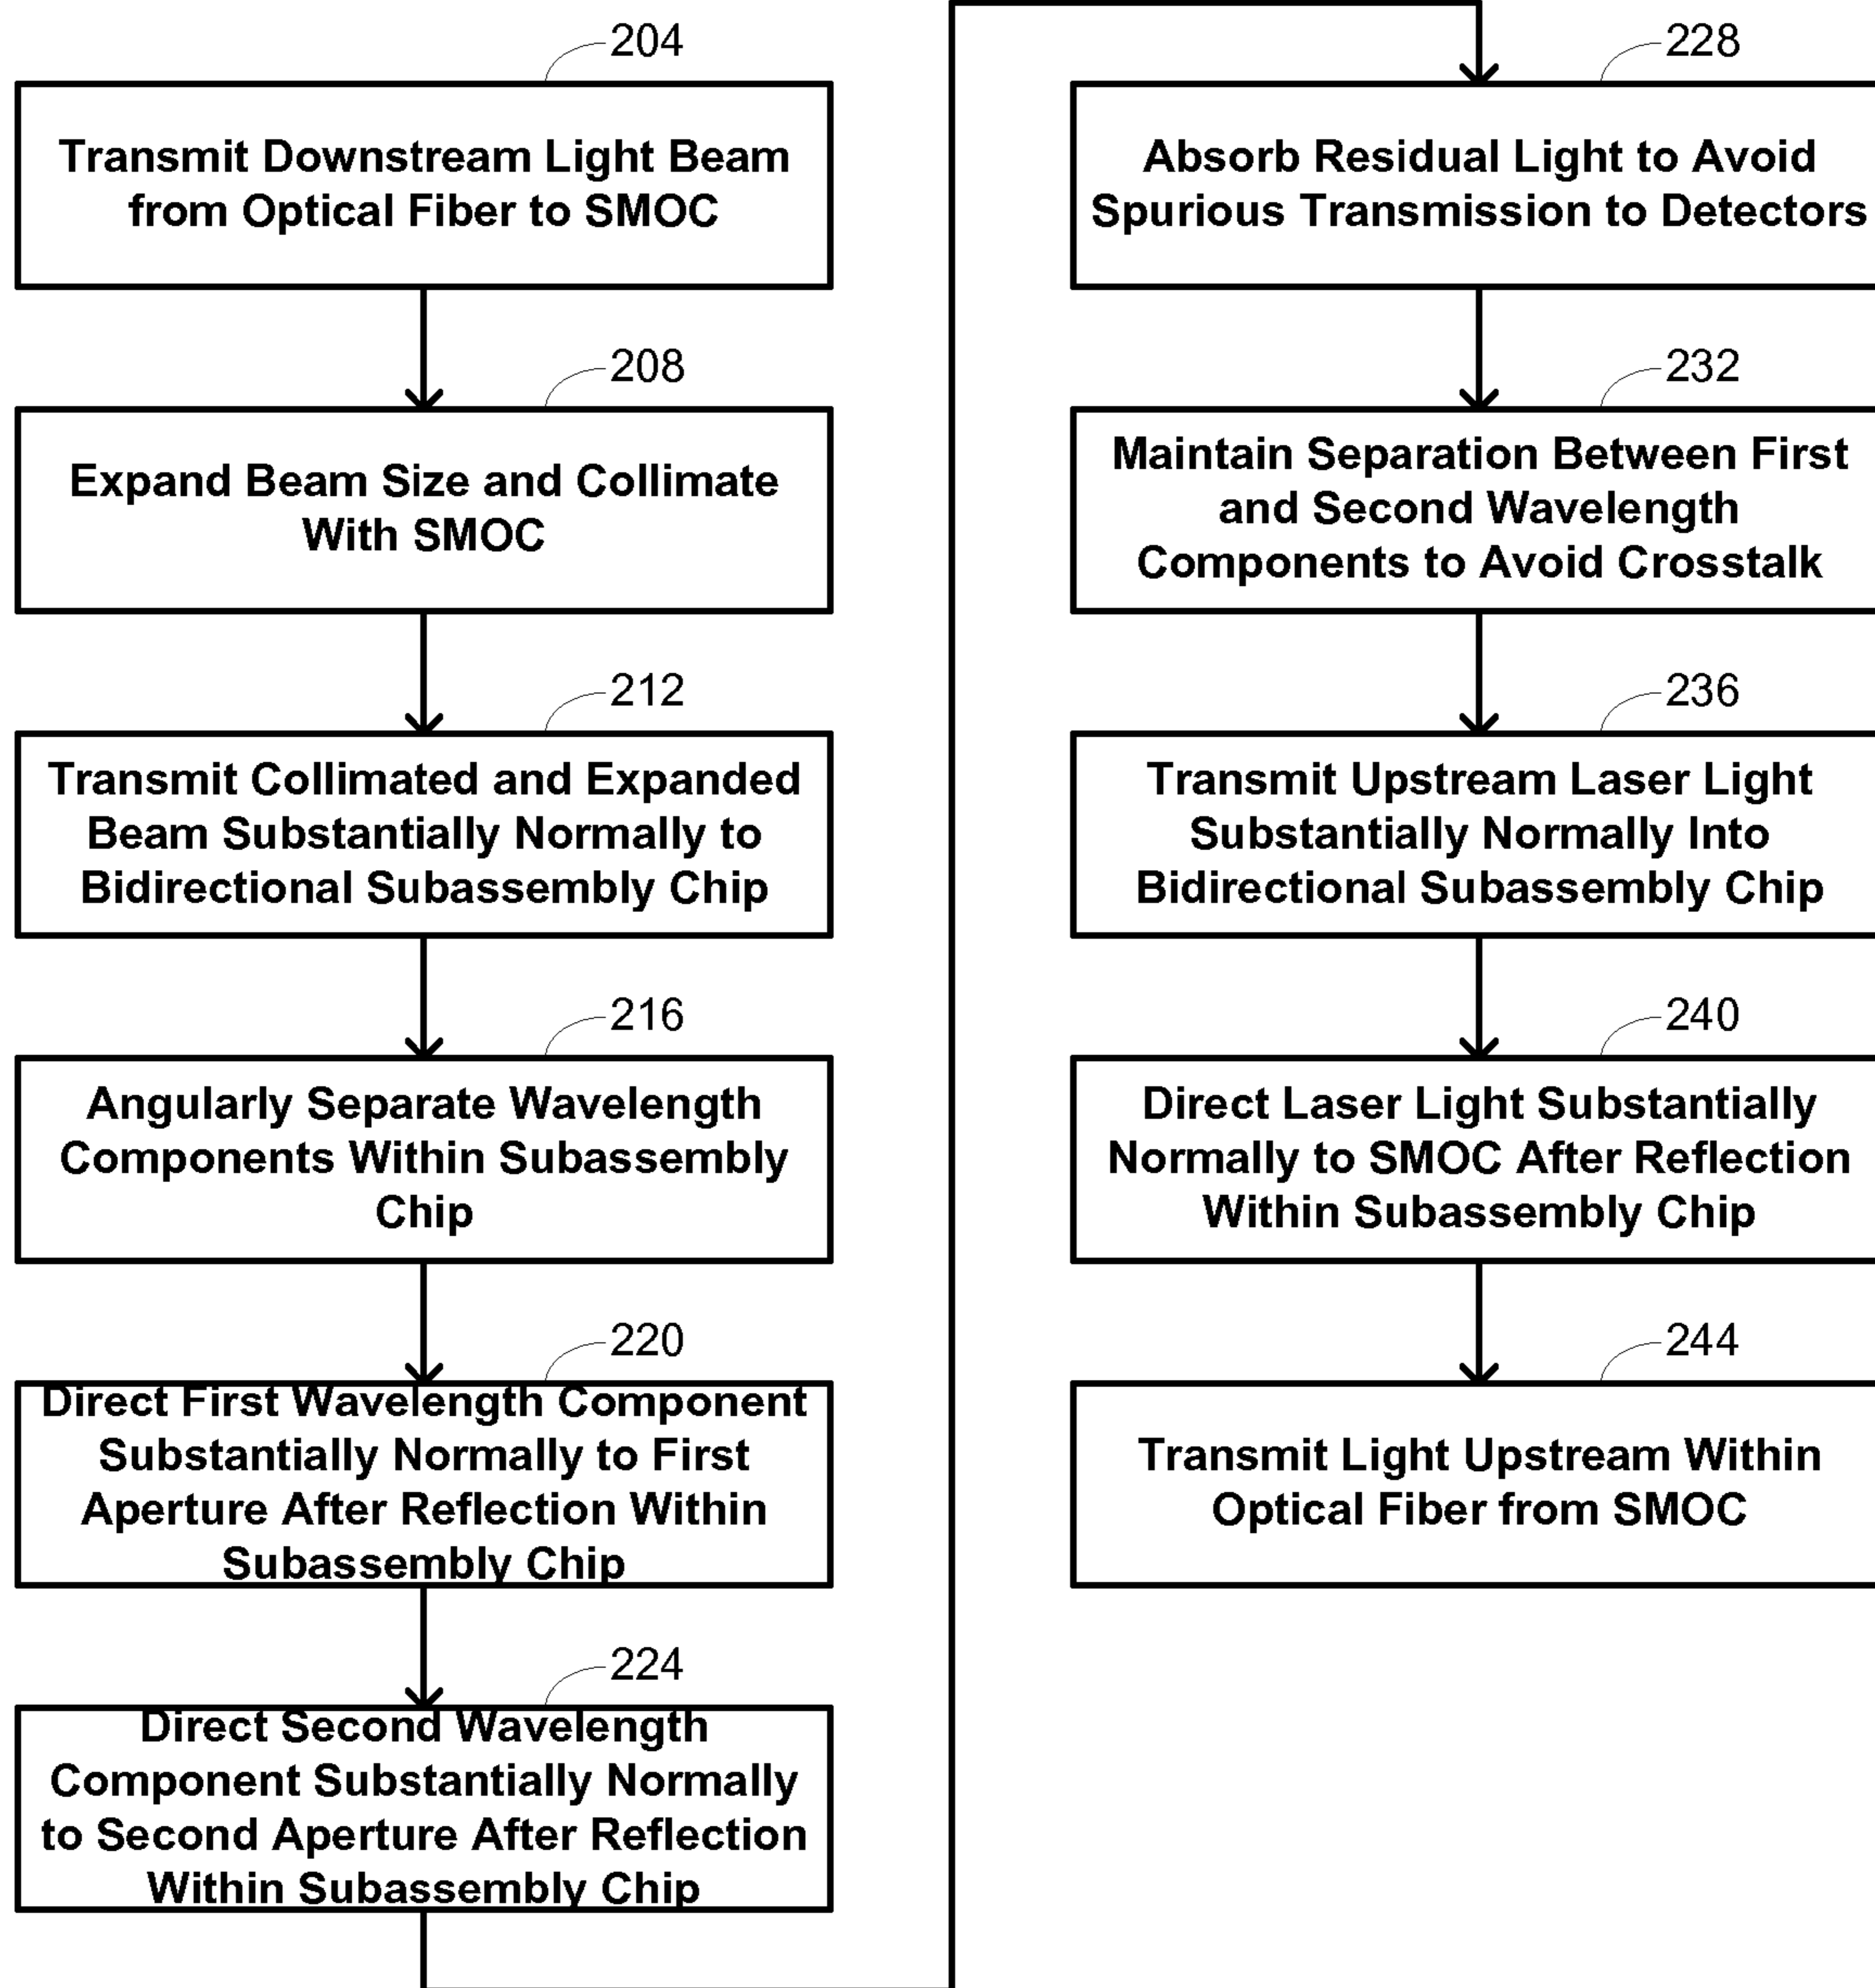 204
Transmit Downstream Light Beam
from Optical Fiber to SMOC
208
Expand Beam Size and Collimate
With SMOC
212
Transmit Collimated and Expanded
Beam Substantially Normally to
Bidirectional Subassembly Chip
216
Angularly Separate Wavelength
Components Within Subassembly
Chip
220
Direct First Wavelength Component
Substantially Normally to First
Aperture After Reflection Within
Subassembly Chip
224
Direct Second Wavelength
Component Substantially Normally
to Second Aperture After Reflection
Within Subassembly Chip
228
Absorb Residual Light to Avoid
Spurious Transmission to Detectors
232
Maintain Separation Between First
and Second Wavelength
Components to Avoid Crosstalk
236
Transmit Upstream Laser Light
Substantially Normally Into
Bidirectional Subassembly Chip
240
Direct Laser Light Substantially
Normally to SMOC After Reflection
Within Subassembly Chip
244
Transmit Light Upstream Within
Optical Fiber from SMOC